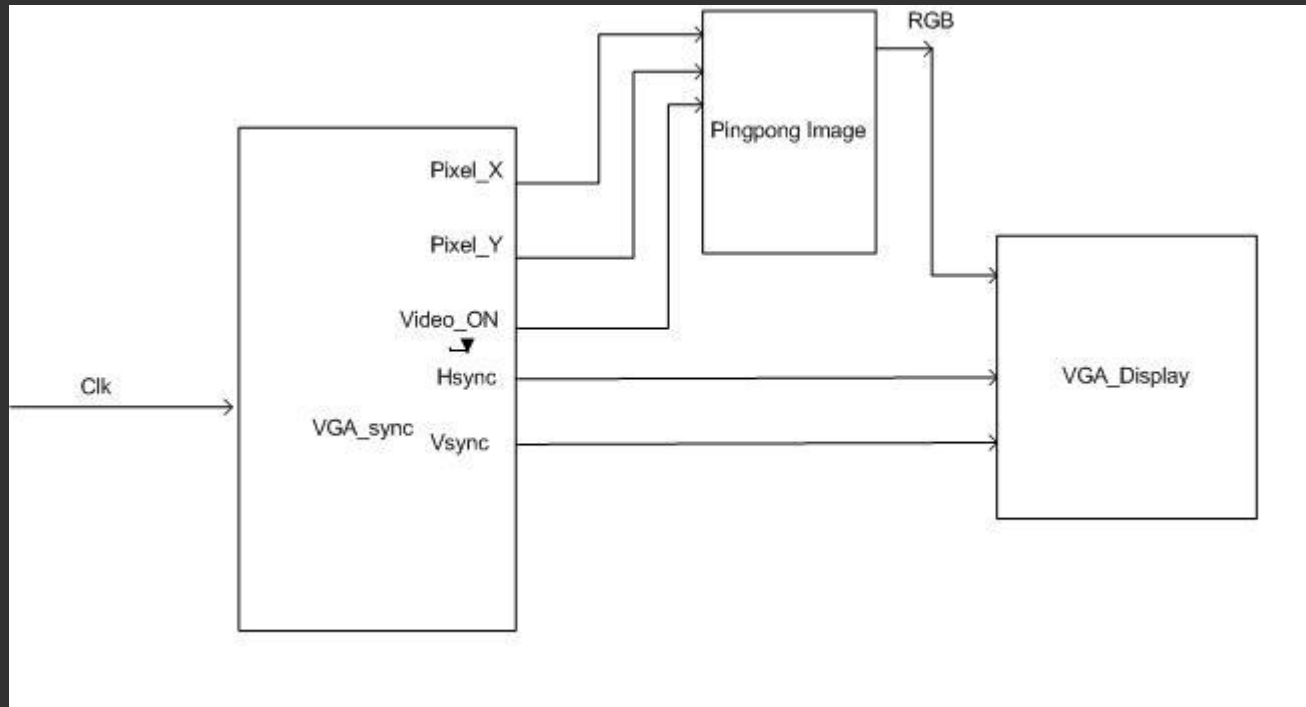 RGB
Pingpong Image
Pixel_X
Pixel_Y
Video_ON
Hsync
VGA_Display
Clk
VGA_sync
Vsync